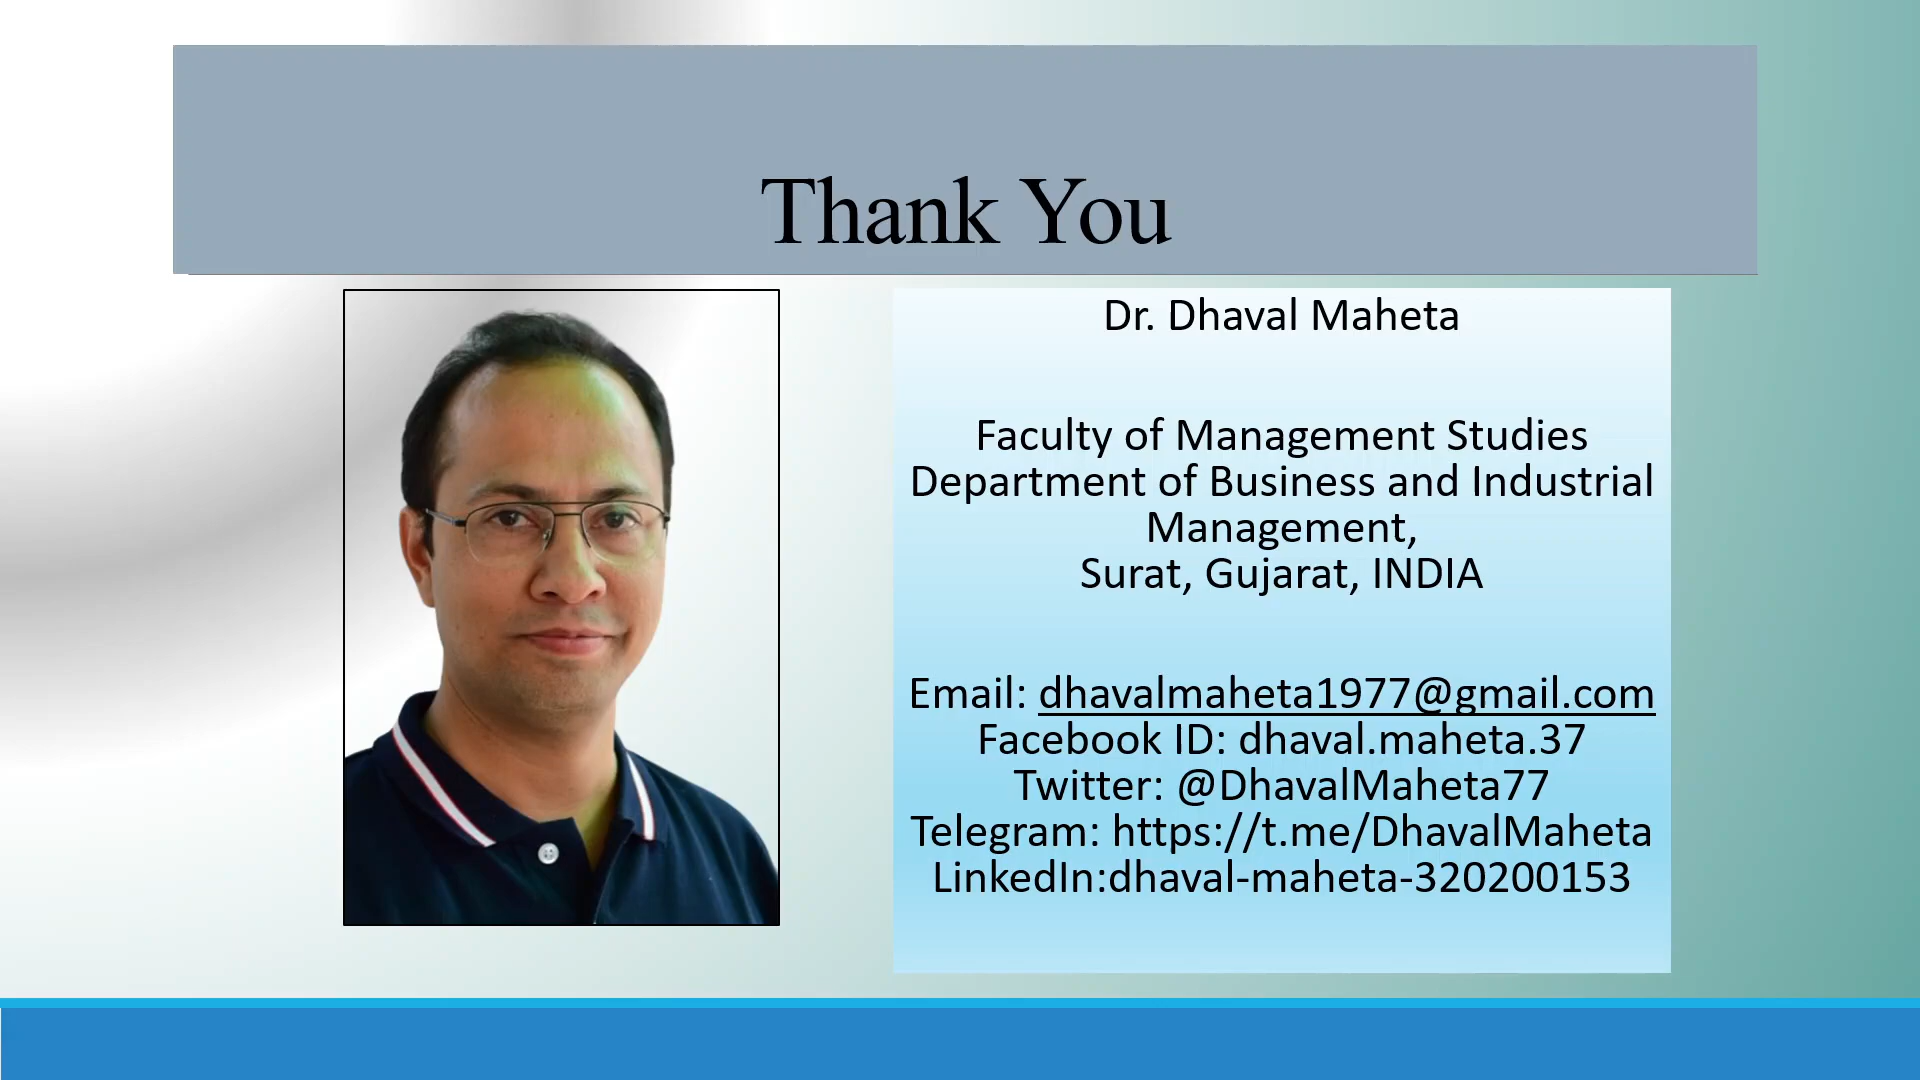 Thank You
Dr. Dhaval Maheta
Faculty of Management Studies
Department of Business and Industrial
Management,
Surat, Gujarat, INDIA
Email: dhavalmaheta1977@gmail.com
Facebook ID: dhaval.maheta.37
Twitter: @DhavalMaheta77
Telegram: https://t.me/DhavalMaheta
LinkedIn:dhaval-maheta-320200153